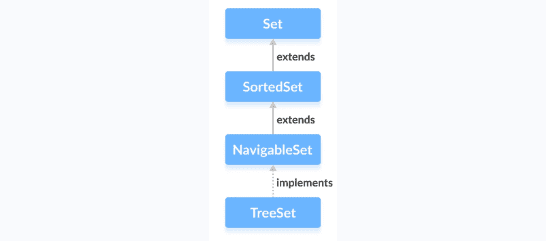 Set
extends
SortedSet
extends
NavigableSet
implements
TreeSet